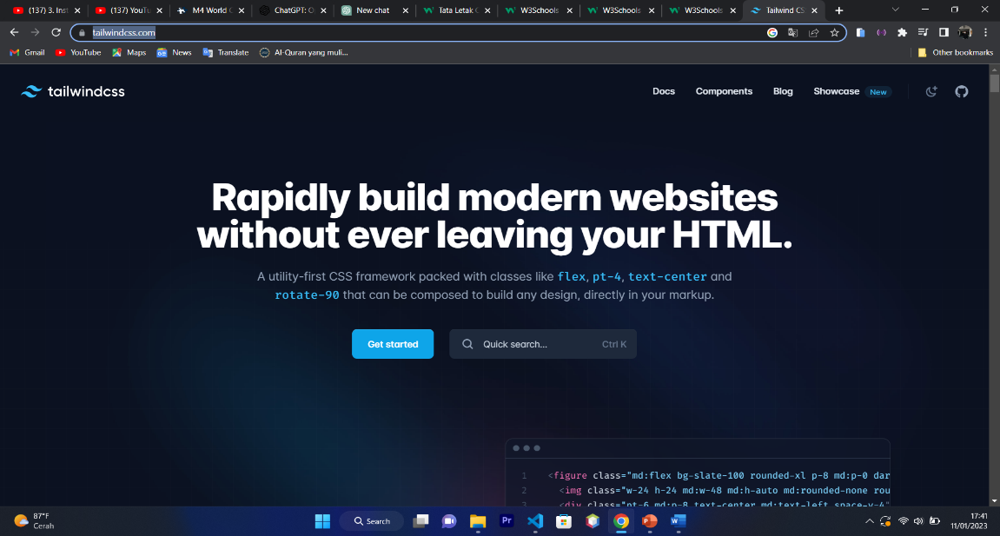 (137) 3. Inst
(137) YouTu
M4 World C
ChatGPT: O
New chat
Tata Letak C
W3Schools
W3Schools
W3Schools
Tailwind CS
tailwindcss.com
Gmail
YouTube
Maps
News
Translate
Al-Quran yang muli...
Other bookmarks
tailwindcss
Docs
Components
Blog
Showcase
New
Rapidly build modern websites
without ever leaving your HTML.
A utility-first CSS framework packed with classes like flex, pt-4, text-center and
rotate-90 that can be composed to build any design, directly in your markup.
Get started
Quick search...
Ctrl K
1 <figure class="md:flex bg-slate-100 rounded-xl p-8 md:p-0 dar
2 <img class="w-24 h-24 md:w-48 md:h-auto md:rounded-none rou
3 <div class="pt-6 md:p-8 text-center md:text-left space-y-4"
87°F
Cerah
Search
Pr
17:41
11/01/2023